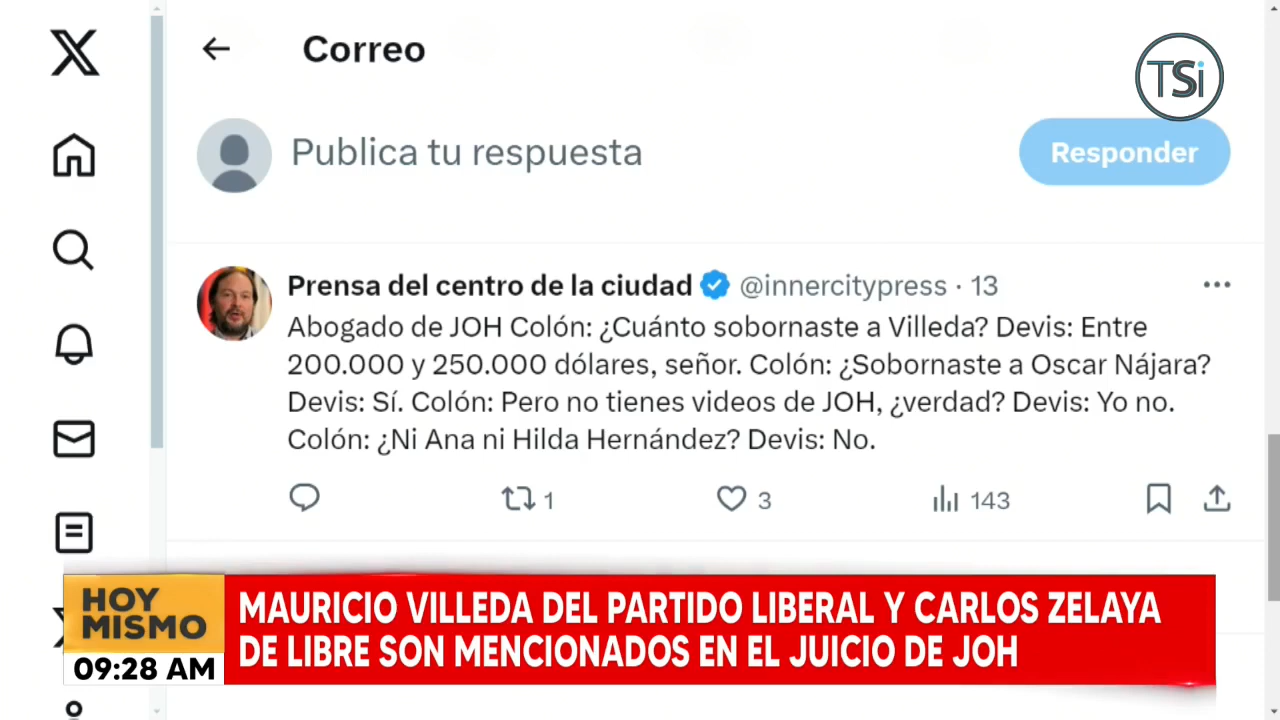 Correo
TSi
Publica tu respuesta
Responder
Prensa del centro de la ciudad @innercitypress · 13
Abogado de JOH Colón: ¿Cuánto sobornaste a Villeda? Devis: Entre
200.000 y 250.000 dólares, señor. Colón: ¿Sobornaste a Oscar Nájara?
Devis: Sí. Colón: Pero no tienes videos de JOH, ¿verdad? Devis: Yo no.
Colón: ¿Ni Ana ni Hilda Hernández? Devis: No.
1 3 143
HOY
MISMO
09:28 AM
MAURICIO VILLEDA DEL PARTIDO LIBERAL Y CARLOS ZELAYA
DE LIBRE SON MENCIONADOS EN EL JUICIO DE JOH